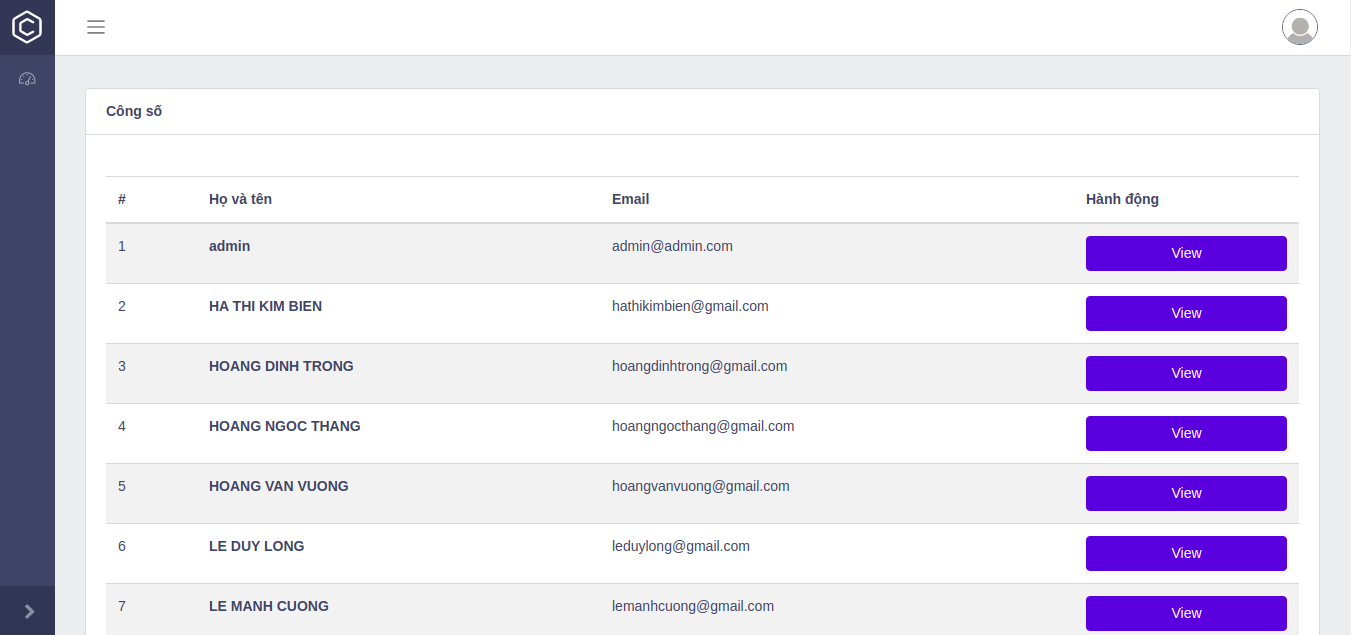 Công số
# Họ và tên Email Hành động
1 admin admin@admin.com View
2 HA THI KIM BIEN hathikimbien@gmail.com View
3 HOANG DINH TRONG hoangdinhtrong@gmail.com View
4 HOANG NGOC THANG hoangngocthang@gmail.com View
5 HOANG VAN VUONG hoangvanvuong@gmail.com View
6 LE DUY LONG leduylong@gmail.com View
7 LE MANH CUONG lemanhcuong@gmail.com View